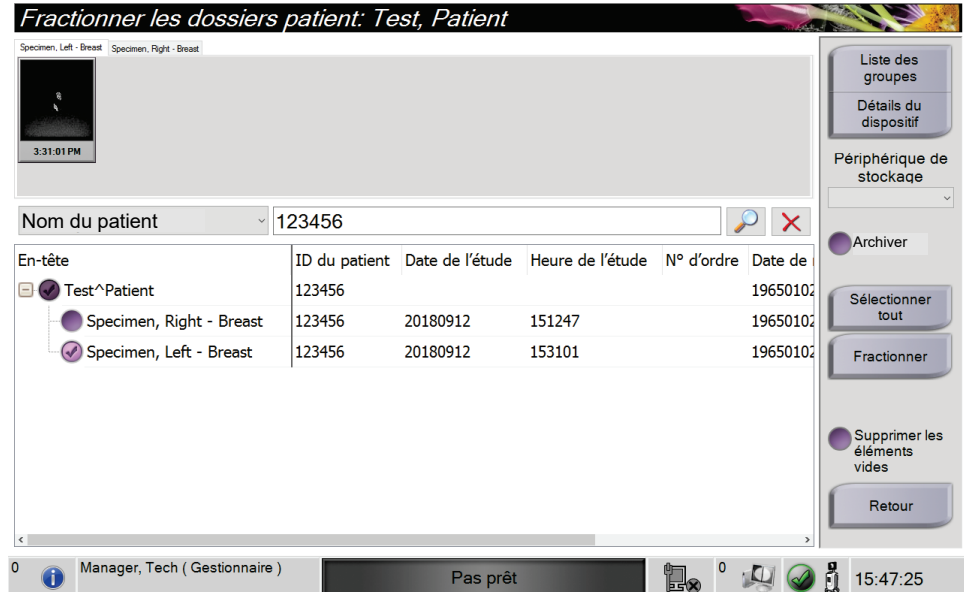 Fractionner les dossiers patient: Test, Patient
Specimen, Left - Breast Specimen, Right - Breast
3:31:01 PM
Nom du patient 123456
En-tête ID du patient Date de l'étude Heure de l'étude N° d'ordre Date de
Test^Patient 123456 19650102
Specimen, Right - Breast 123456 20180912 151247 19650102
Specimen, Left - Breast 123456 20180912 153101 19650102
Liste des
groupes
Détails du
dispositif
Périphérique de
stockage
Archiver
Sélectionner
tout
Fractionner
Supprimer les
éléments
vides
Retour
0 Manager, Tech ( Gestionnaire ) Pas prêt 0 15:47:25